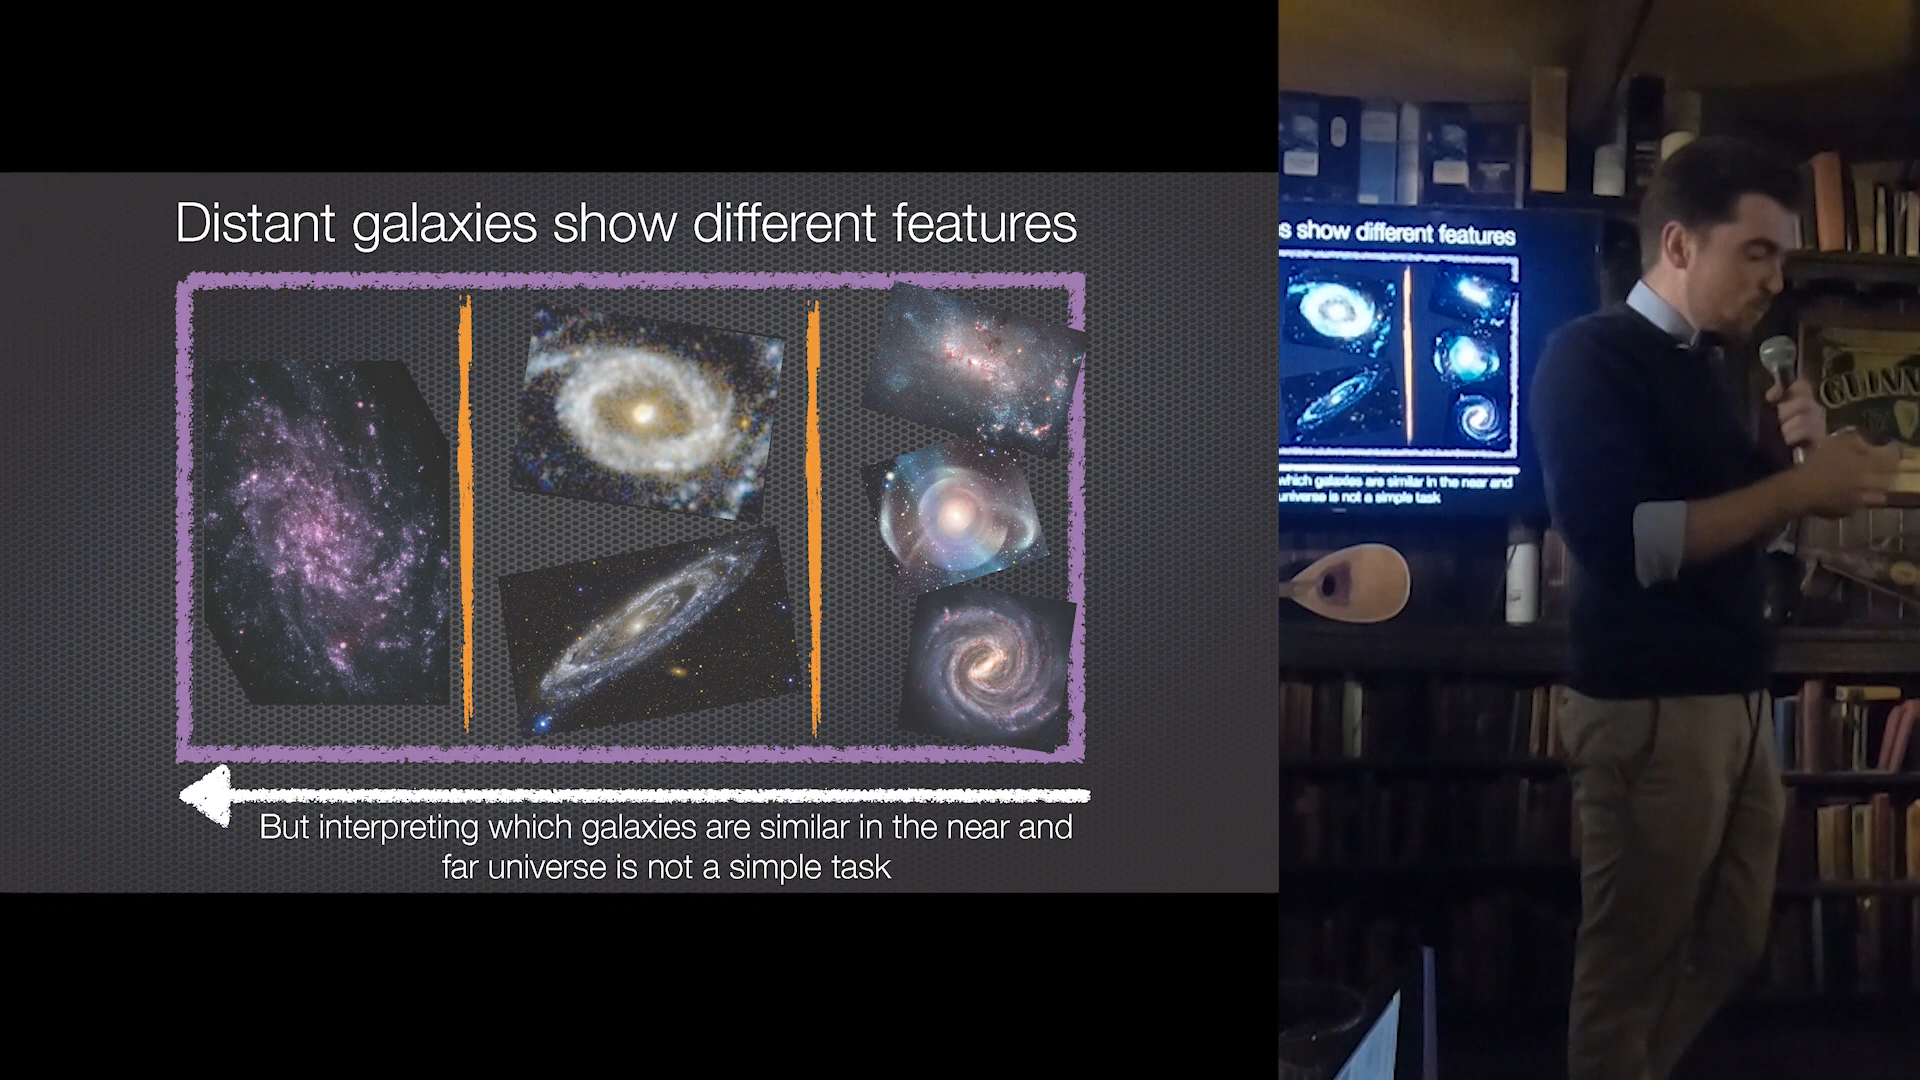 Distant galaxies show different features
But interpreting which galaxies are similar in the near and
far universe is not a simple task
s show different features
which galaxies are similar in the near and
universe is not a simple task
GUINN